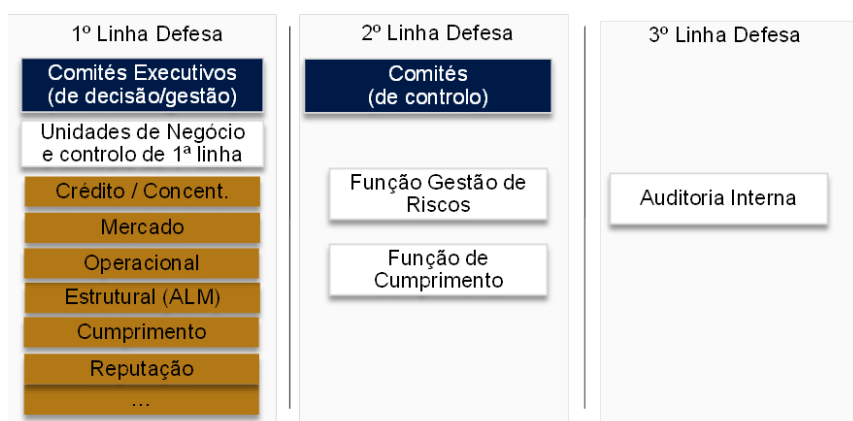 1º Linha Defesa
Comités Executivos
(de decisão/gestão)
Unidades de Negócio
e controlo de 1ª linha
Crédito / Concent.
Mercado
Operacional
Estrutural (ALM)
Cumprimento
Reputação
...
2º Linha Defesa
Comités
(de controlo)
Função Gestão de
Riscos
Função de
Cumprimento
3º Linha Defesa
Auditoria Interna